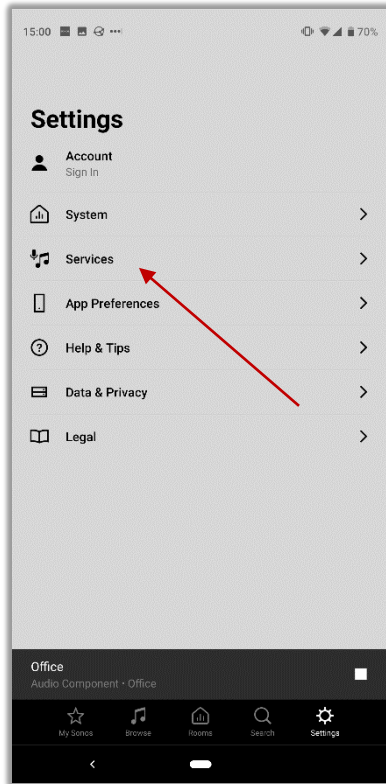 15:00 70%
Settings
Account
Sign In
System
Services
App Preferences
Help & Tips
Data & Privacy
Legal
Office
Audio Component • Office
My Sonos Browse Rooms Search Settings